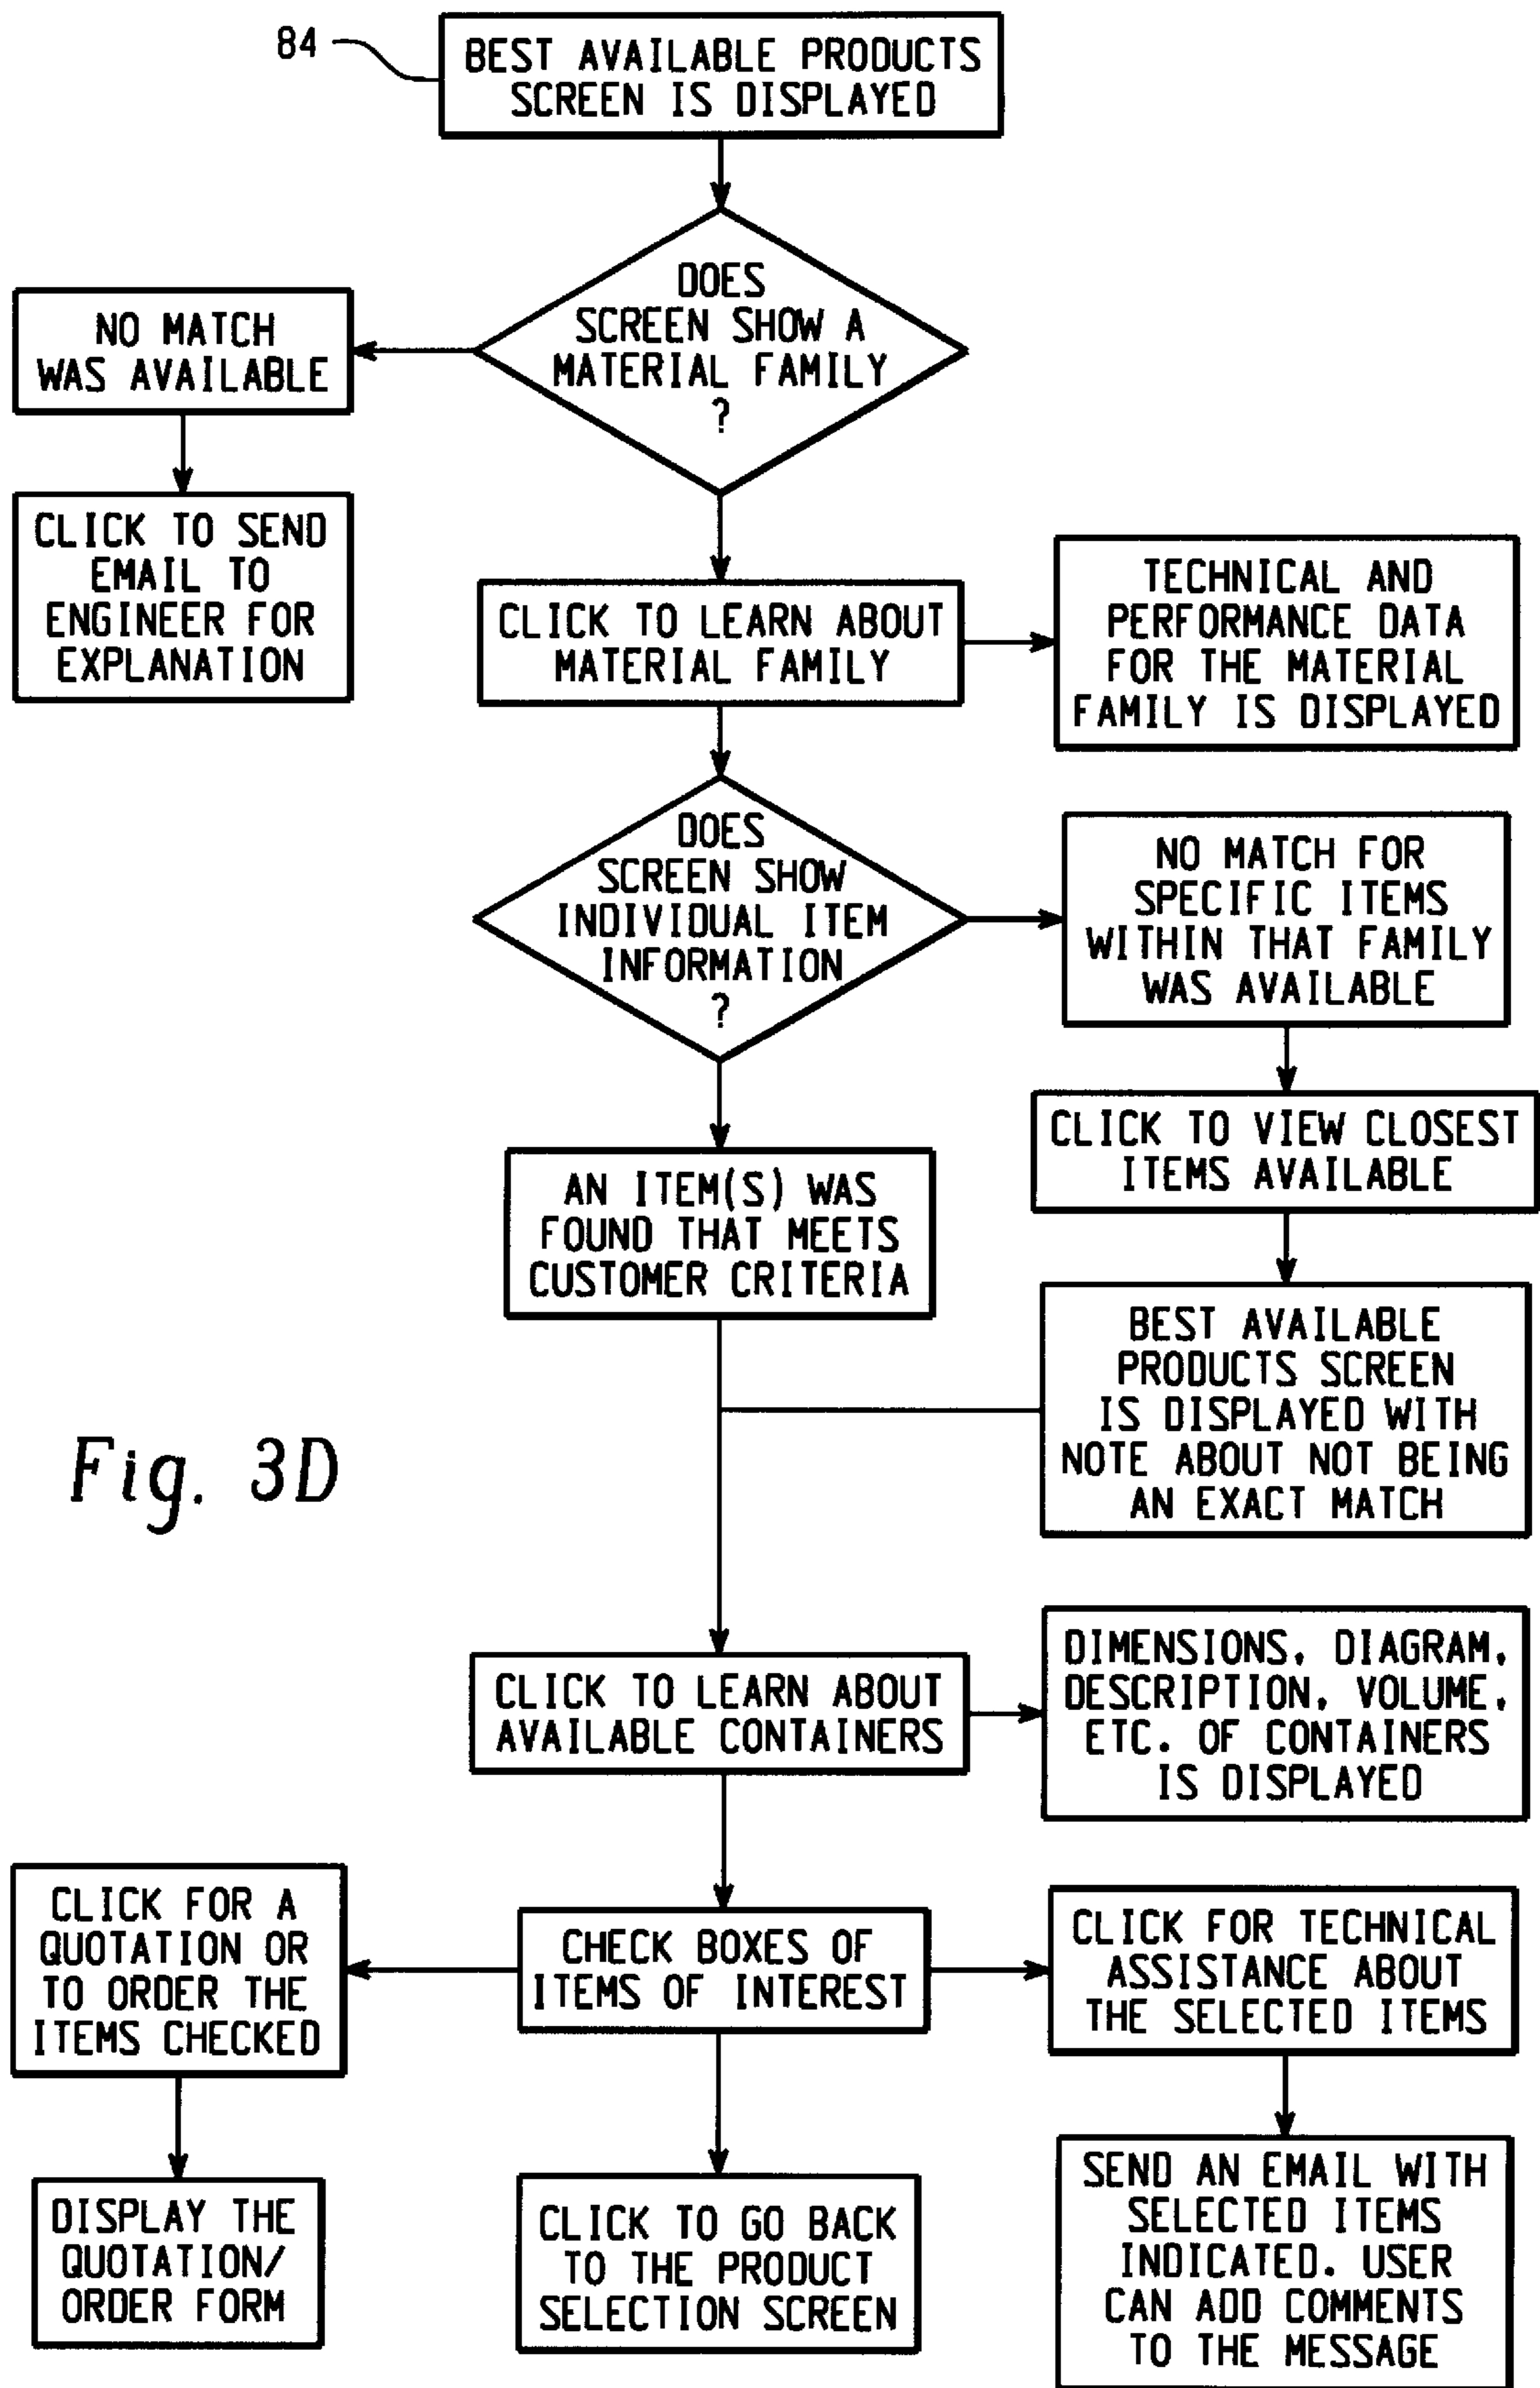 84
BEST AVAILABLE PRODUCTS
SCREEN IS DISPLAYED
DOES
SCREEN SHOW A
MATERIAL FAMILY
?
NO MATCH
WAS AVAILABLE
CLICK TO SEND
EMAIL TO
ENGINEER FOR
EXPLANATION
CLICK TO LEARN ABOUT
MATERIAL FAMILY
TECHNICAL AND
PERFORMANCE DATA
FOR THE MATERIAL
FAMILY IS DISPLAYED
DOES
SCREEN SHOW
INDIVIDUAL ITEM
INFORMATION
?
NO MATCH FOR
SPECIFIC ITEMS
WITHIN THAT FAMILY
WAS AVAILABLE
CLICK TO VIEW CLOSEST
ITEMS AVAILABLE
AN ITEM(S) WAS
FOUND THAT MEETS
CUSTOMER CRITERIA
BEST AVAILABLE
PRODUCTS SCREEN
IS DISPLAYED WITH
NOTE ABOUT NOT BEING
AN EXACT MATCH
Fig. 3D
CLICK TO LEARN ABOUT
AVAILABLE CONTAINERS
DIMENSIONS, DIAGRAM,
DESCRIPTION, VOLUME,
ETC. OF CONTAINERS
IS DISPLAYED
CLICK FOR A
QUOTATION OR
TO ORDER THE
ITEMS CHECKED
CHECK BOXES OF
ITEMS OF INTEREST
CLICK FOR TECHNICAL
ASSISTANCE ABOUT
THE SELECTED ITEMS
DISPLAY THE
QUOTATION/
ORDER FORM
CLICK TO GO BACK
TO THE PRODUCT
SELECTION SCREEN
SEND AN EMAIL WITH
SELECTED ITEMS
INDICATED. USER
CAN ADD COMMENTS
TO THE MESSAGE